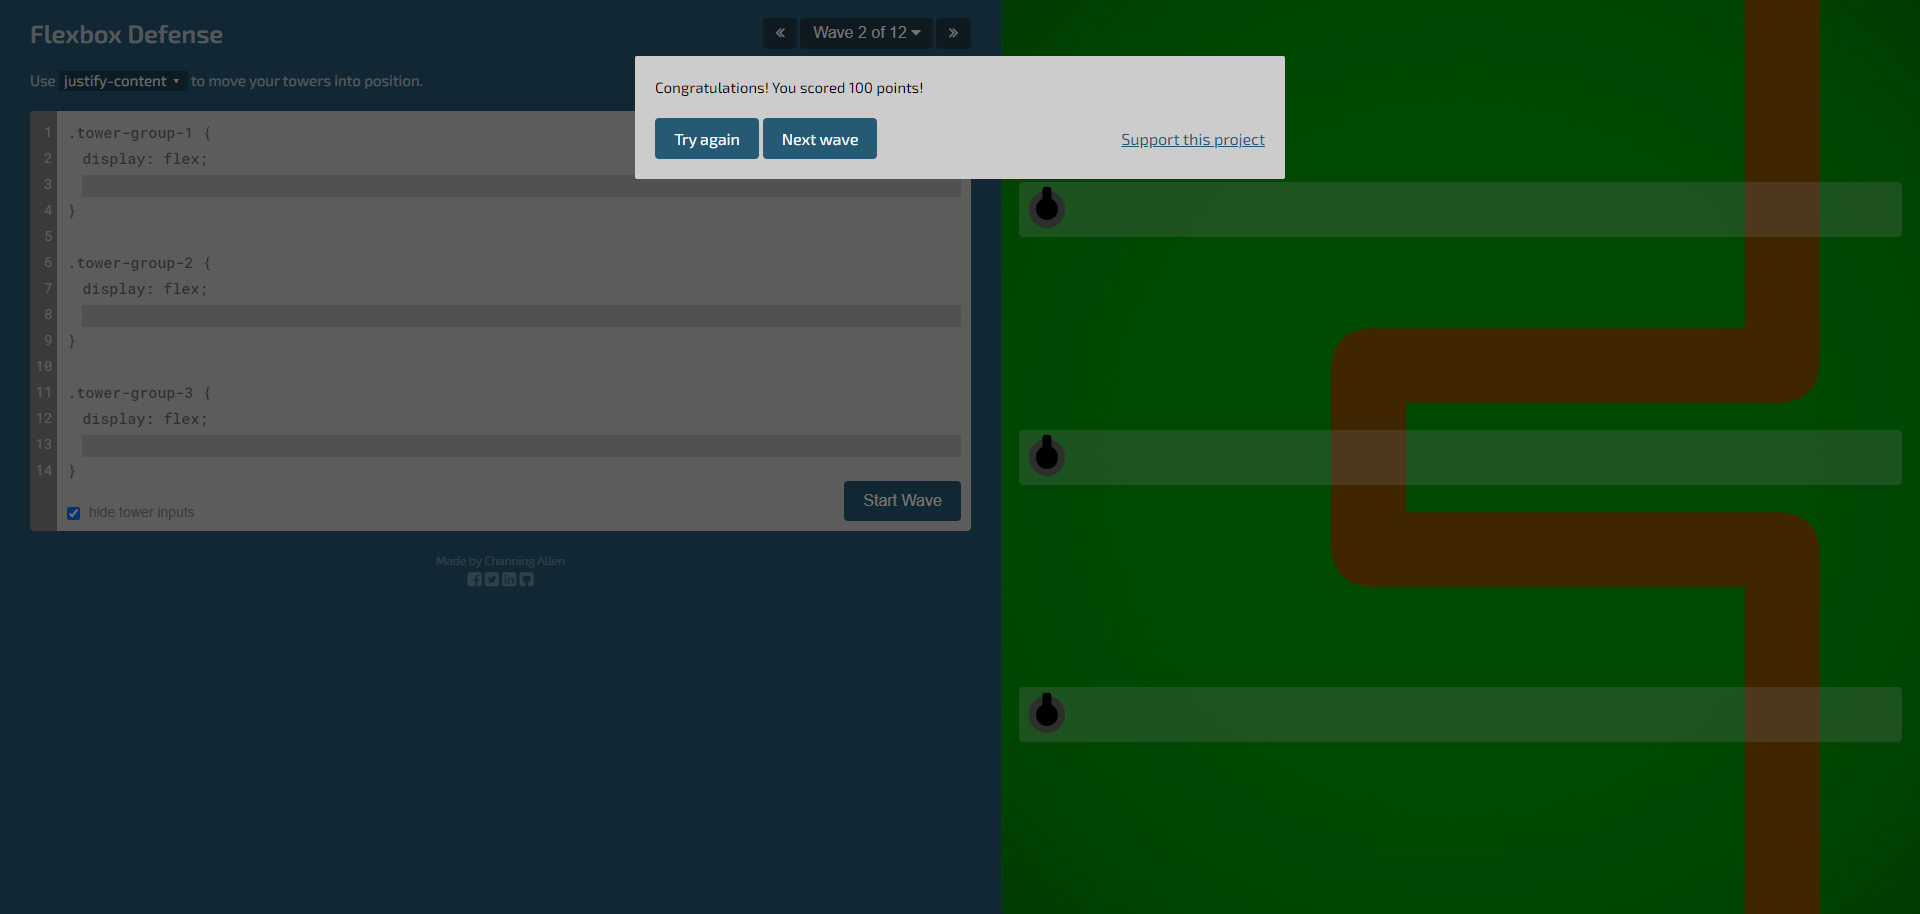 Flexbox Defense
« Wave 2 of 12 »
Use justify-content to move your towers into position.
Congratulations! You scored 100 points!
Try again Next wave Support this project
1 .tower-group-1 {
2 display: flex;
3
4 }
5
6 .tower-group-2 {
7 display: flex;
8
9 }
10
11 .tower-group-3 {
12 display: flex;
13
14 }
hide tower inputs
Start Wave
Made by Channing Allen